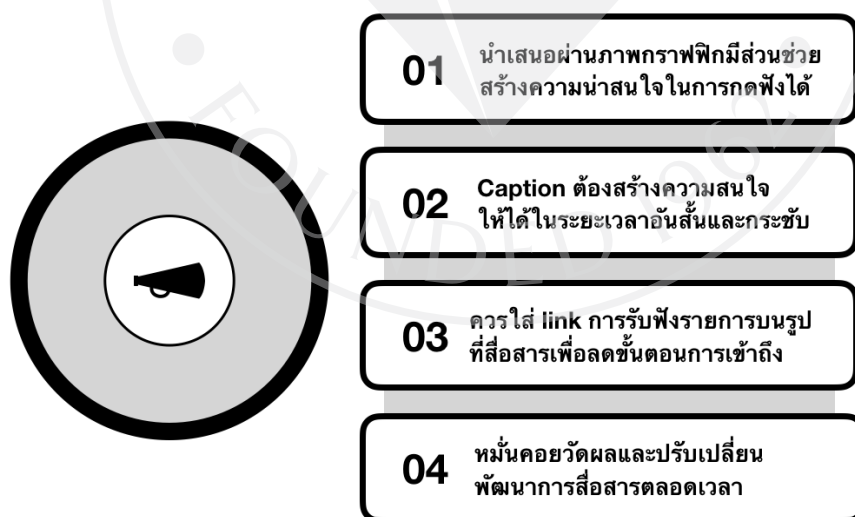 01
นำเสนอผ่านภาพกราฟฟิกมีส่วนช่วย
สร้างความน่าสนใจในการกดฟังได้
02
Caption ต้องสร้างความสนใจ
ให้ได้ในระยะเวลาอันสั้นและกระชับ
03
ควรใส่ link การรับฟังรายการบนรูป
ที่สื่อสารเพื่อลดขั้นตอนการเข้าถึง
04
หมั่นคอยวัดผลและปรับเปลี่ยน
พัฒนาการสื่อสารตลอดเวลา
FOUNDED 1962